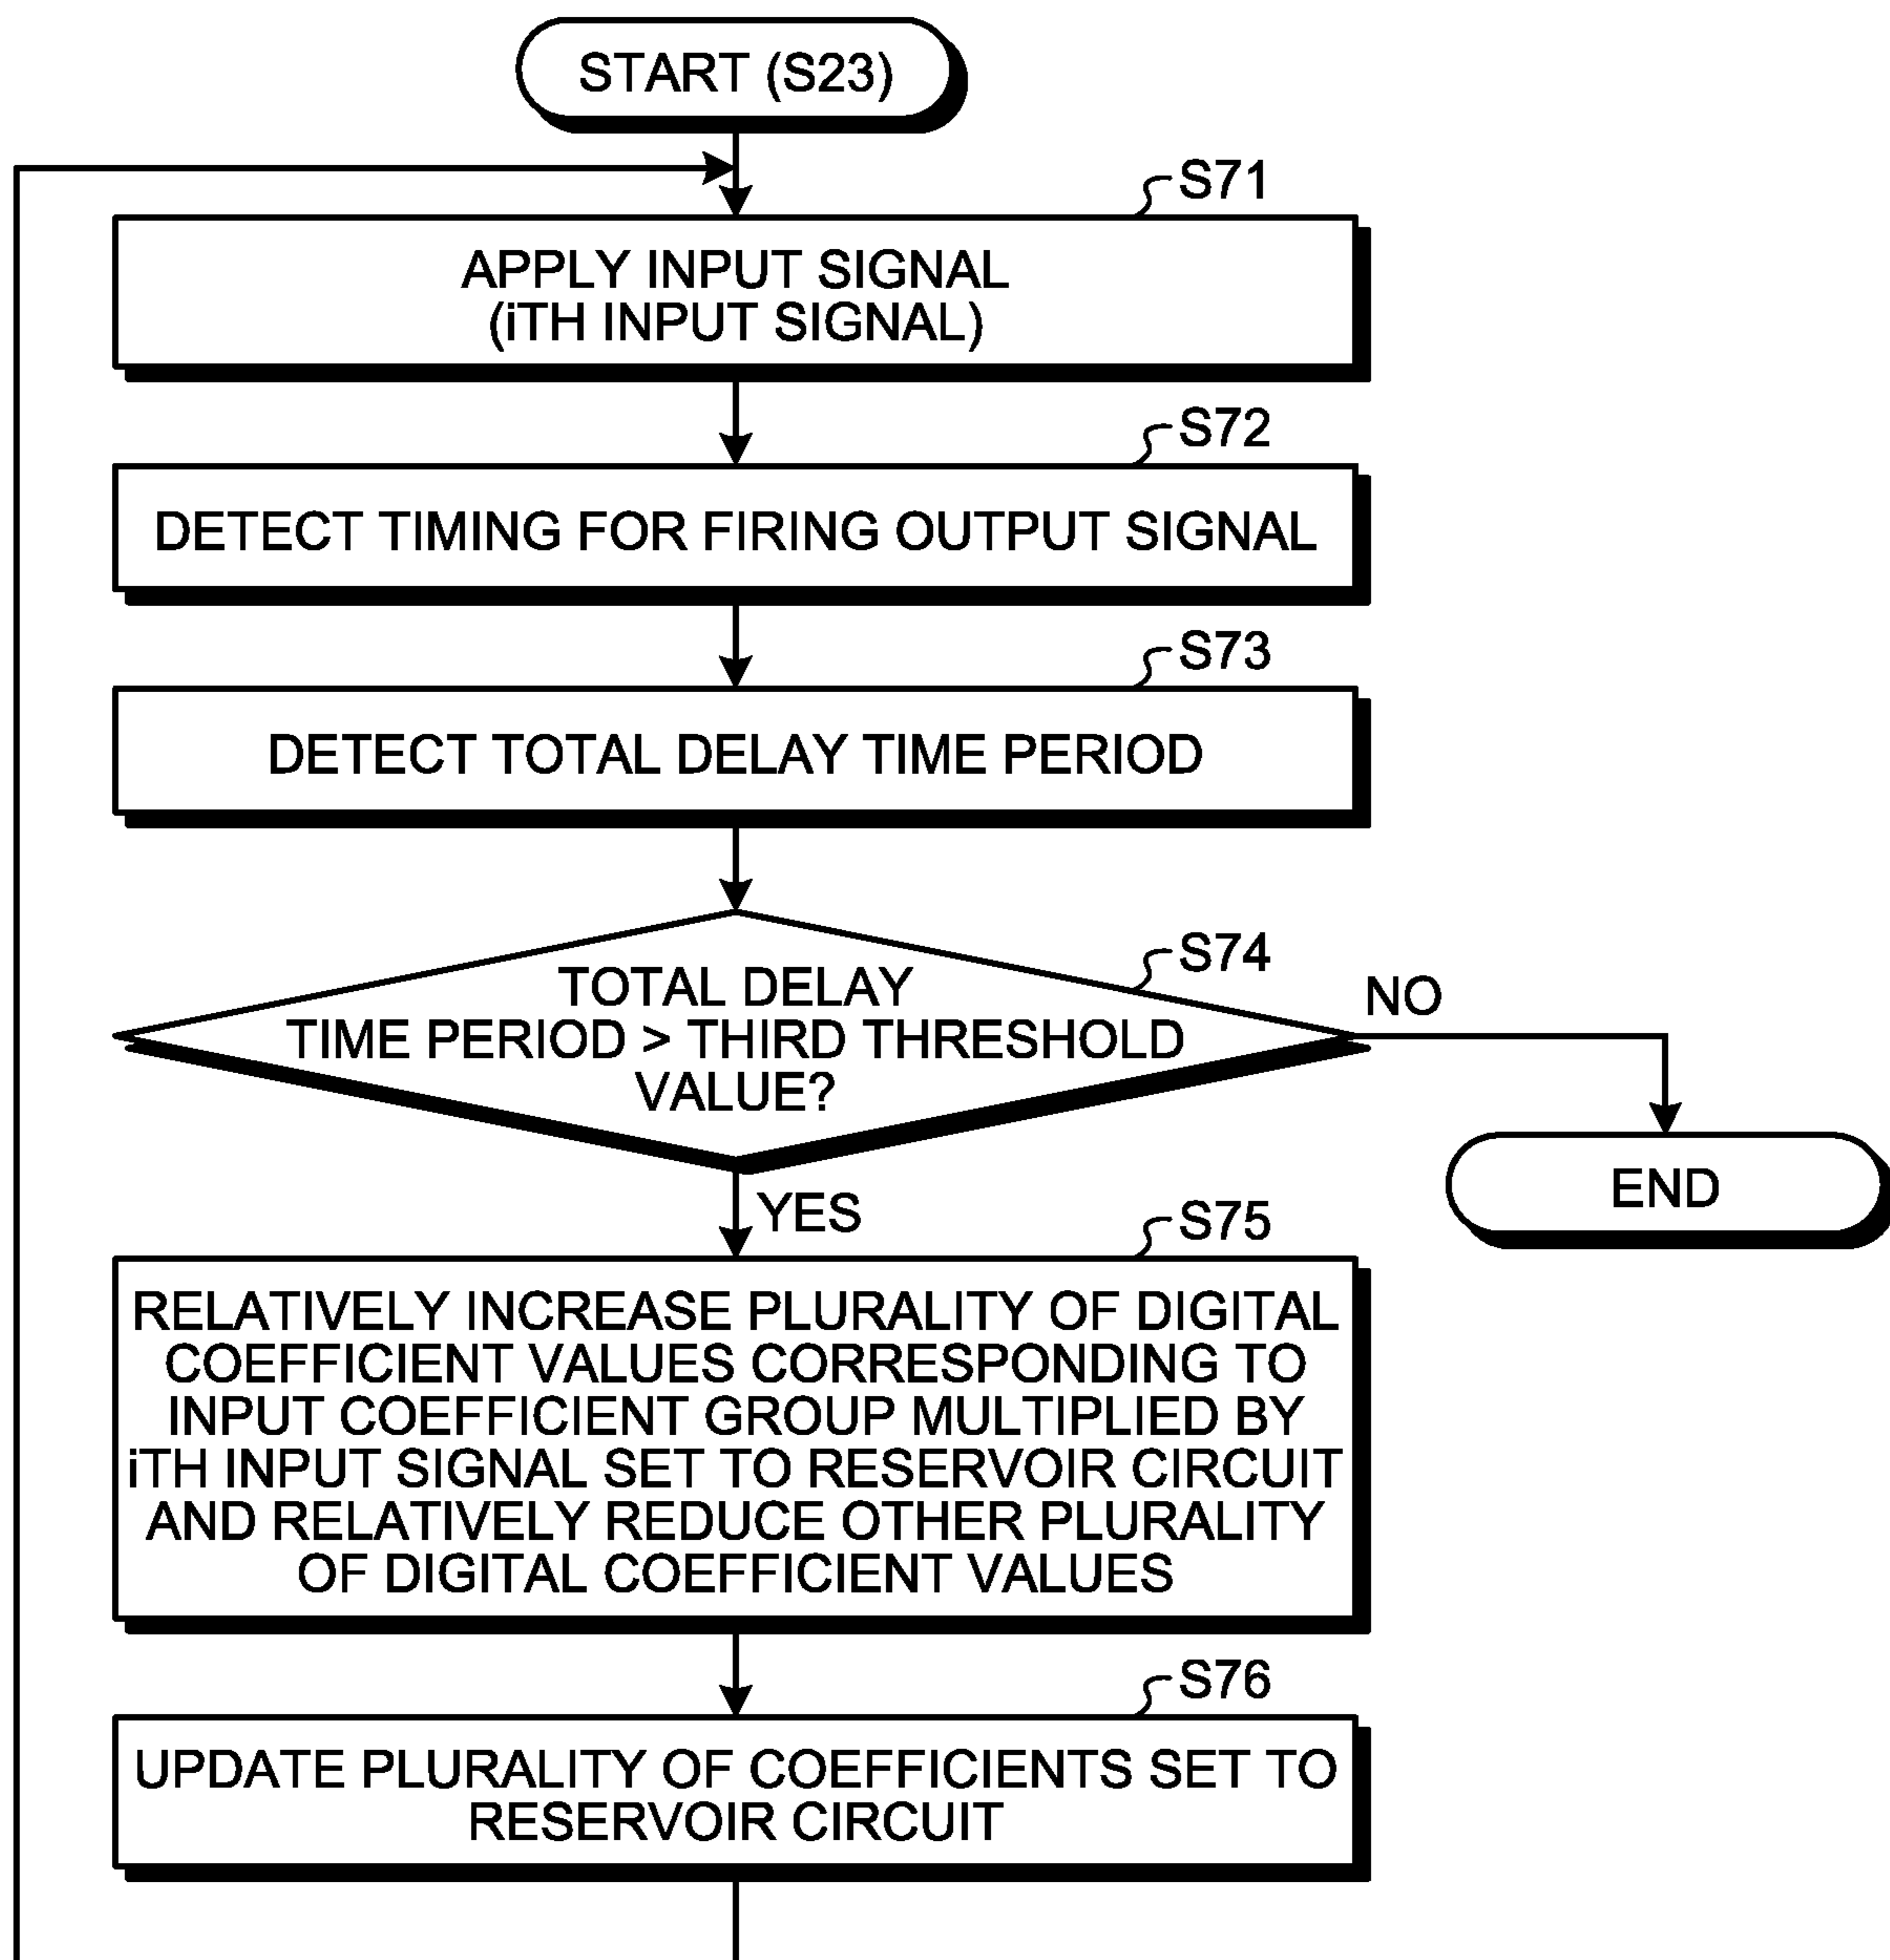 START (S23)
S71
APPLY INPUT SIGNAL
(iTH INPUT SIGNAL)
S72
DETECT TIMING FOR FIRING OUTPUT SIGNAL
S73
DETECT TOTAL DELAY TIME PERIOD
S74
TOTAL DELAY
TIME PERIOD > THIRD THRESHOLD
VALUE?
NO
END
YES
S75
RELATIVELY INCREASE PLURALITY OF DIGITAL
COEFFICIENT VALUES CORRESPONDING TO
INPUT COEFFICIENT GROUP MULTIPLIED BY
iTH INPUT SIGNAL SET TO RESERVOIR CIRCUIT
AND RELATIVELY REDUCE OTHER PLURALITY
OF DIGITAL COEFFICIENT VALUES
S76
UPDATE PLURALITY OF COEFFICIENTS SET TO
RESERVOIR CIRCUIT